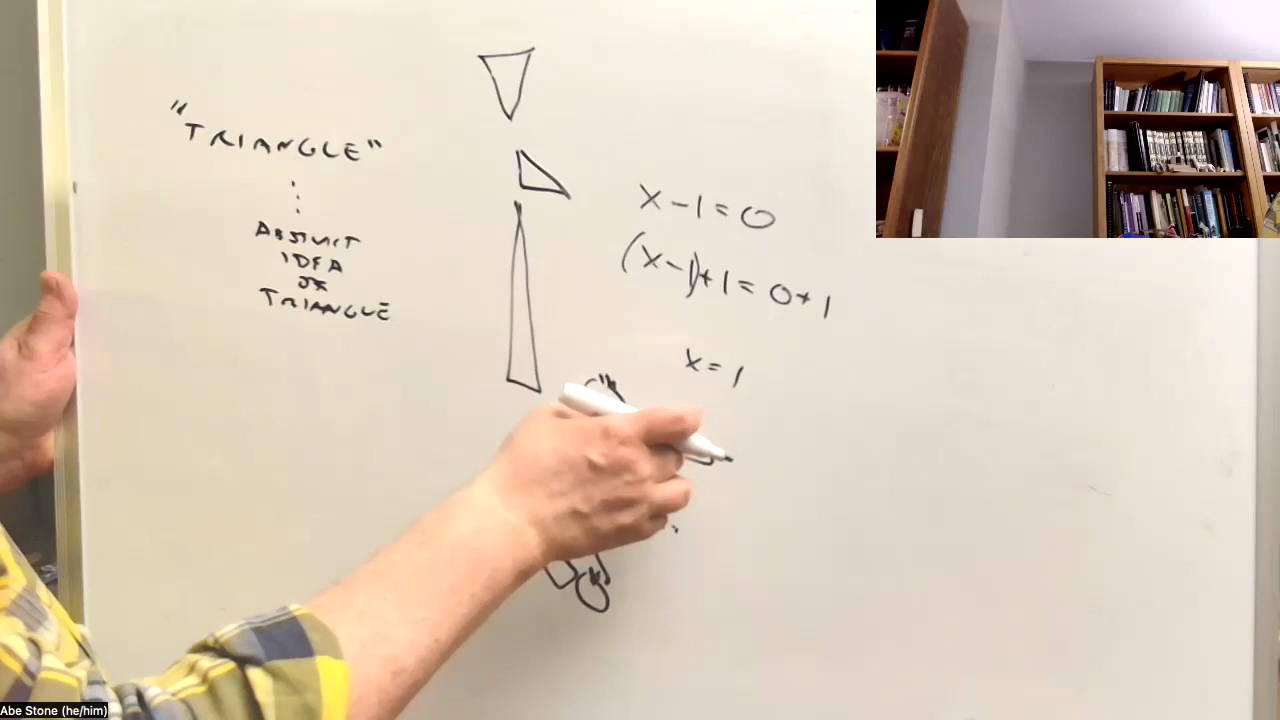 "TRIANGLE"
ABSTRACT
IDEA
OF
TRIANGLE
x-1=0
(x-1)+1=0+1
x=1
Abe Stone (he/him)